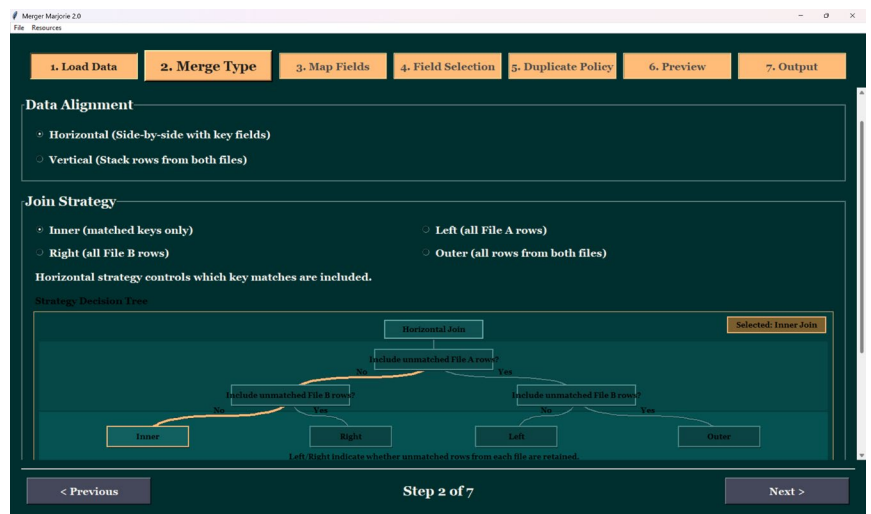 Merger Marjorie 2.0
File Resources
1. Load Data
2. Merge Type
3. Map Fields
4. Field Selection
5. Duplicate Policy
6. Preview
7. Output
Data Alignment
Horizontal (Side-by-side with key fields)
Vertical (Stack rows from both files)
Join Strategy
Inner (matched keys only)
Left (all File A rows)
Right (all File B rows)
Outer (all rows from both files)
Horizontal strategy controls which key matches are included.
Strategy Decision Tree
Selected: Inner Join
Horizontal Join
Include unmatched File A rows?
No Yes
Include unmatched File B rows? Include unmatched File B rows?
No Yes No Yes
Inner Right Left Outer
Left/Right indicate whether unmatched rows from each file are retained.
< Previous
Step 2 of 7
Next >